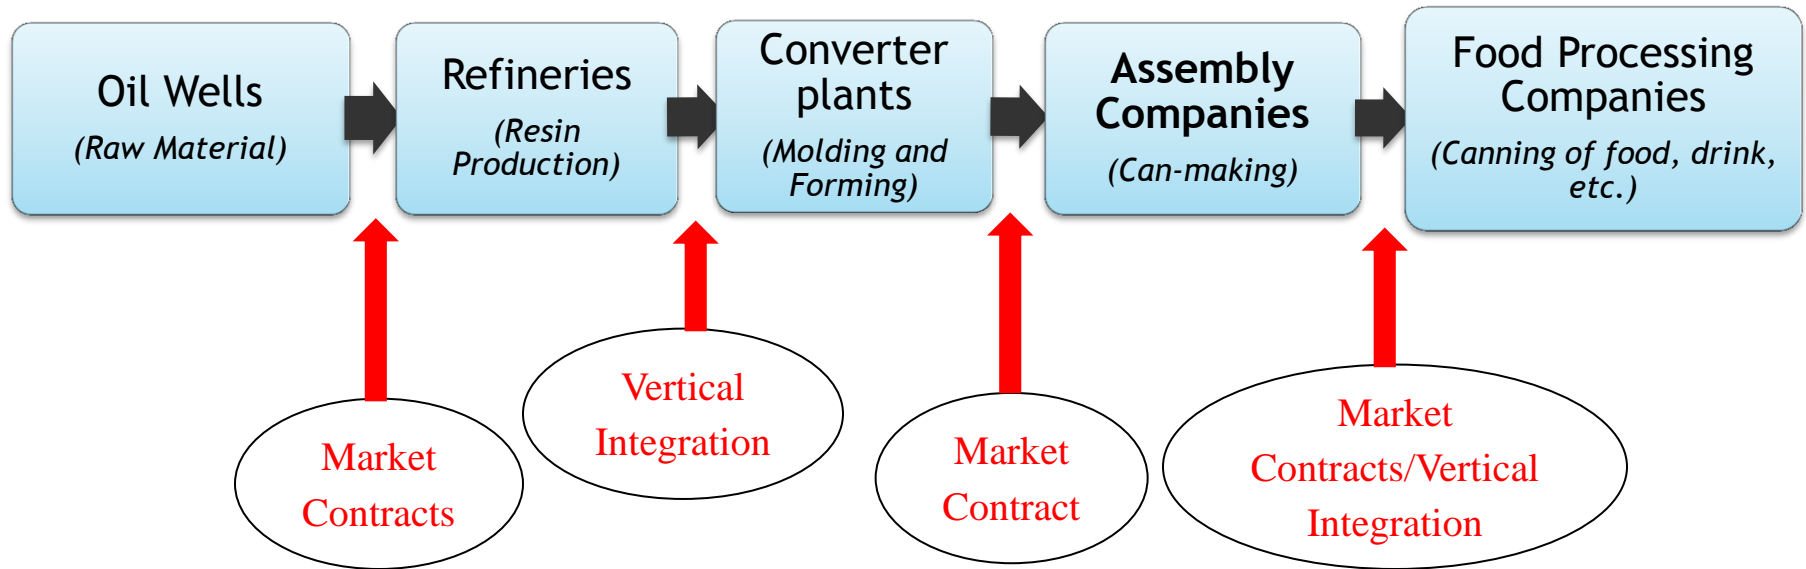 Oil Wells
(Raw Material)
Refineries
(Resin
Production)
Converter
plants
(Molding and
Forming)
Assembly
Companies
(Can-making)
Food Processing
Companies
(Canning of food, drink,
etc.)
Market
Contracts
Vertical
Integration
Market
Contract
Market
Contracts/Vertical
Integration